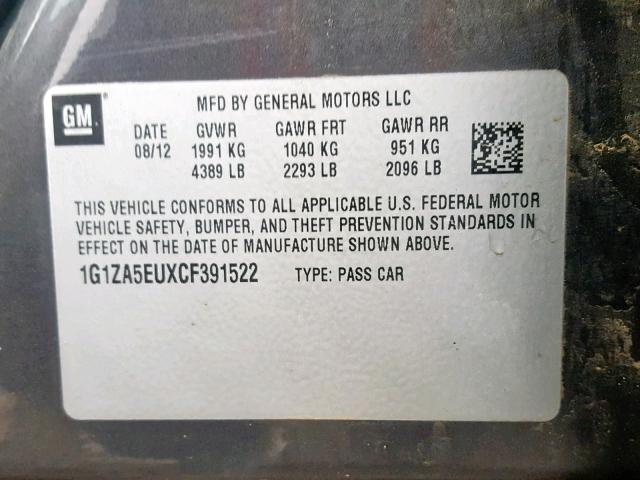 GM ®
MFD BY GENERAL MOTORS LLC
DATE GVWR GAWR FRT GAWR RR
08/12 1991 KG 1040 KG 951 KG
4389 LB 2293 LB 2096 LB
THIS VEHICLE CONFORMS TO ALL APPLICABLE U.S. FEDERAL MOTOR
VEHICLE SAFETY, BUMPER, AND THEFT PREVENTION STANDARDS IN
EFFECT ON THE DATE OF MANUFACTURE SHOWN ABOVE.
1G1ZA5EUXCF391522 TYPE: PASS CAR